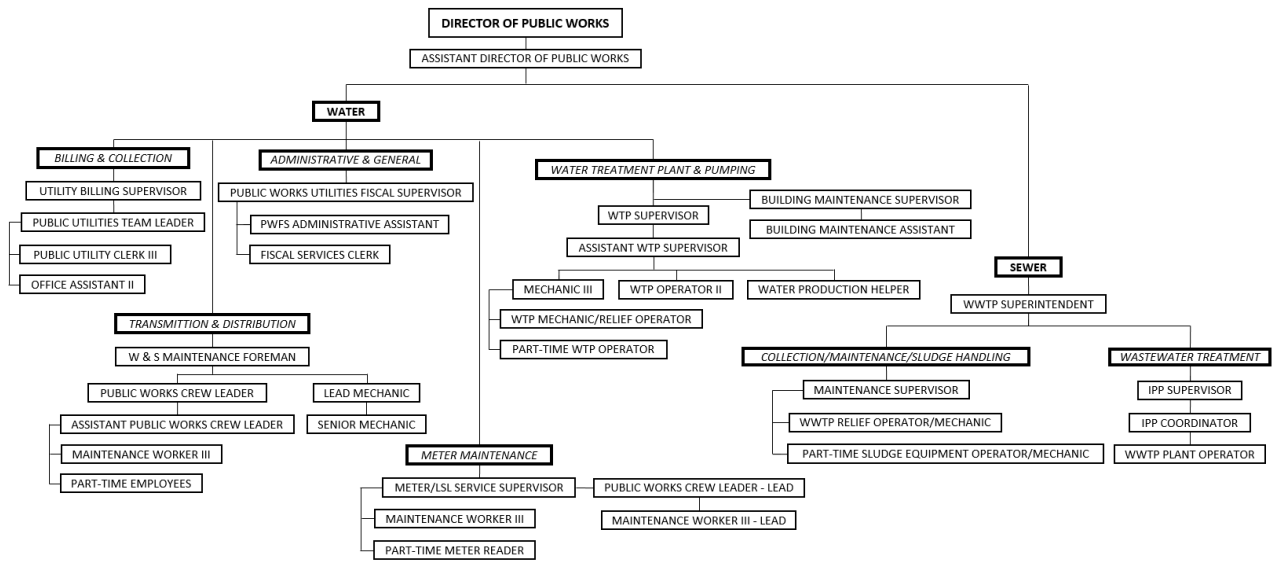 DIRECTOR OF PUBLIC WORKS
ASSISTANT DIRECTOR OF PUBLIC WORKS
WATER
BILLING & COLLECTION
UTILITY BILLING SUPERVISOR
PUBLIC UTILITIES TEAM LEADER
PUBLIC UTILITY CLERK III
OFFICE ASSISTANT II
TRANSMITTION & DISTRIBUTION
W & S MAINTENANCE FOREMAN
PUBLIC WORKS CREW LEADER
ASSISTANT PUBLIC WORKS CREW LEADER
MAINTENANCE WORKER III
PART-TIME EMPLOYEES
LEAD MECHANIC
SENIOR MECHANIC
ADMINISTRATIVE & GENERAL
PUBLIC WORKS UTILITIES FISCAL SUPERVISOR
PWFS ADMINISTRATIVE ASSISTANT
FISCAL SERVICES CLERK
METER MAINTENANCE
METER/LSL SERVICE SUPERVISOR
MAINTENANCE WORKER III
PART-TIME METER READER
PUBLIC WORKS CREW LEADER - LEAD
MAINTENANCE WORKER III - LEAD
WATER TREATMENT PLANT & PUMPING
WTP SUPERVISOR
BUILDING MAINTENANCE SUPERVISOR
BUILDING MAINTENANCE ASSISTANT
ASSISTANT WTP SUPERVISOR
MECHANIC III
WTP MECHANIC/RELIEF OPERATOR
PART-TIME WTP OPERATOR
WTP OPERATOR II
WATER PRODUCTION HELPER
SEWER
WWTP SUPERINTENDENT
COLLECTION/MAINTENANCE/SLUDGE HANDLING
MAINTENANCE SUPERVISOR
WWTP RELIEF OPERATOR/MECHANIC
PART-TIME SLUDGE EQUIPMENT OPERATOR/MECHANIC
WASTEWATER TREATMENT
IPP SUPERVISOR
IPP COORDINATOR
WWTP PLANT OPERATOR